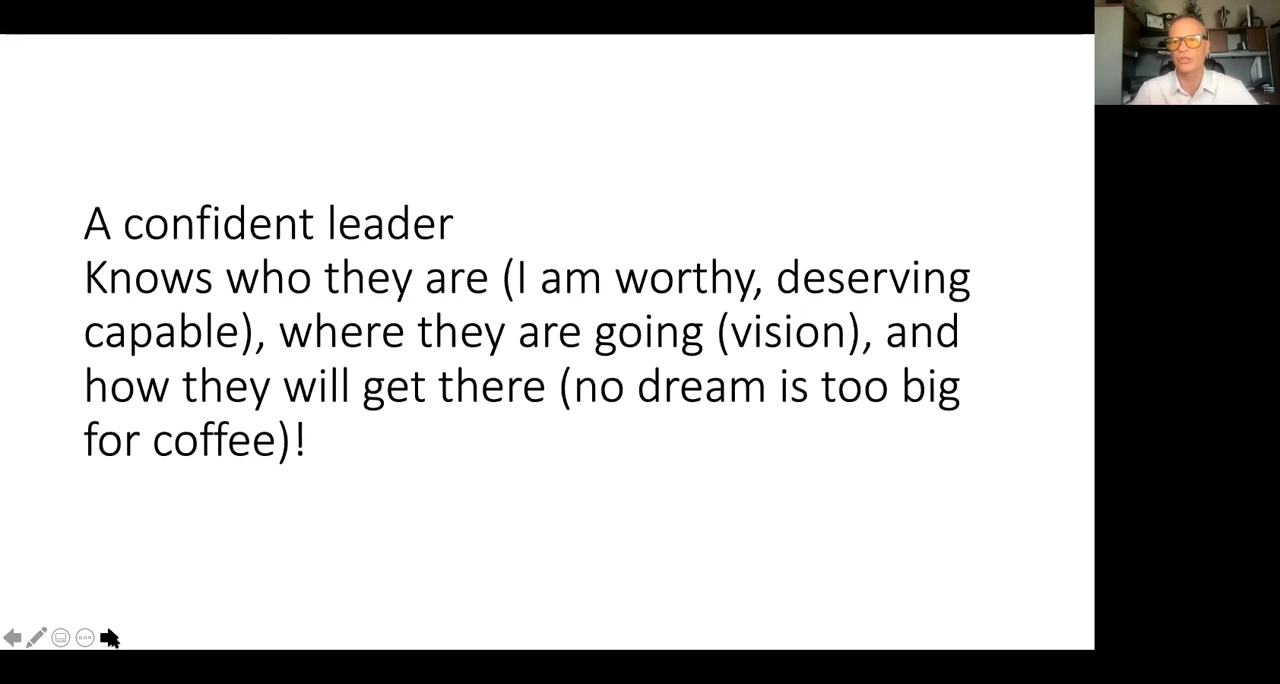 A confident leader
Knows who they are (I am worthy, deserving
capable), where they are going (vision), and
how they will get there (no dream is too big
for coffee)!